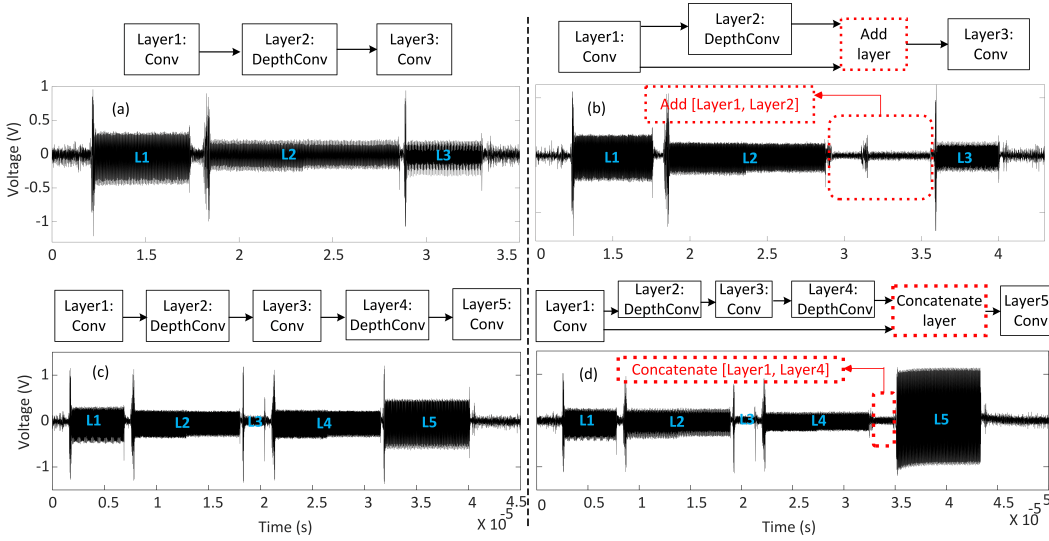 Layer1:
Conv
Layer2:
DepthConv
Layer3:
Conv
Layer1:
Conv
Layer2:
DepthConv
Add
layer
Layer3:
Conv
(a)
L1
L2
L3
1
0.5
0
-0.5
-1
Voltage (V)
0
1.5
2
2.5
3
3.5
(b)
Add [Layer1, Layer2]
L1
L2
L3
0
1.5
2
2.5
3
3.5
4
Layer1:
Conv
Layer2:
DepthConv
Layer3:
Conv
Layer4:
DepthConv
Layer5:
Conv
Layer1:
Conv
Layer2:
DepthConv
Layer3:
Conv
Layer4:
DepthConv
Concatenate
layer
Layer5
Conv
(c)
L1
L2
L3
L4
L5
1
0
-1
Voltage (V)
0
0.5
1
1.5
2
2.5
3
3.5
4
4.5
X 10-5
Time (s)
(d)
Concatenate [Layer1, Layer4]
L1
L2
L3
L4
L5
0
0.5
1
1.5
2
2.5
3
3.5
4
4.5
5
X 10-5
Time (s)